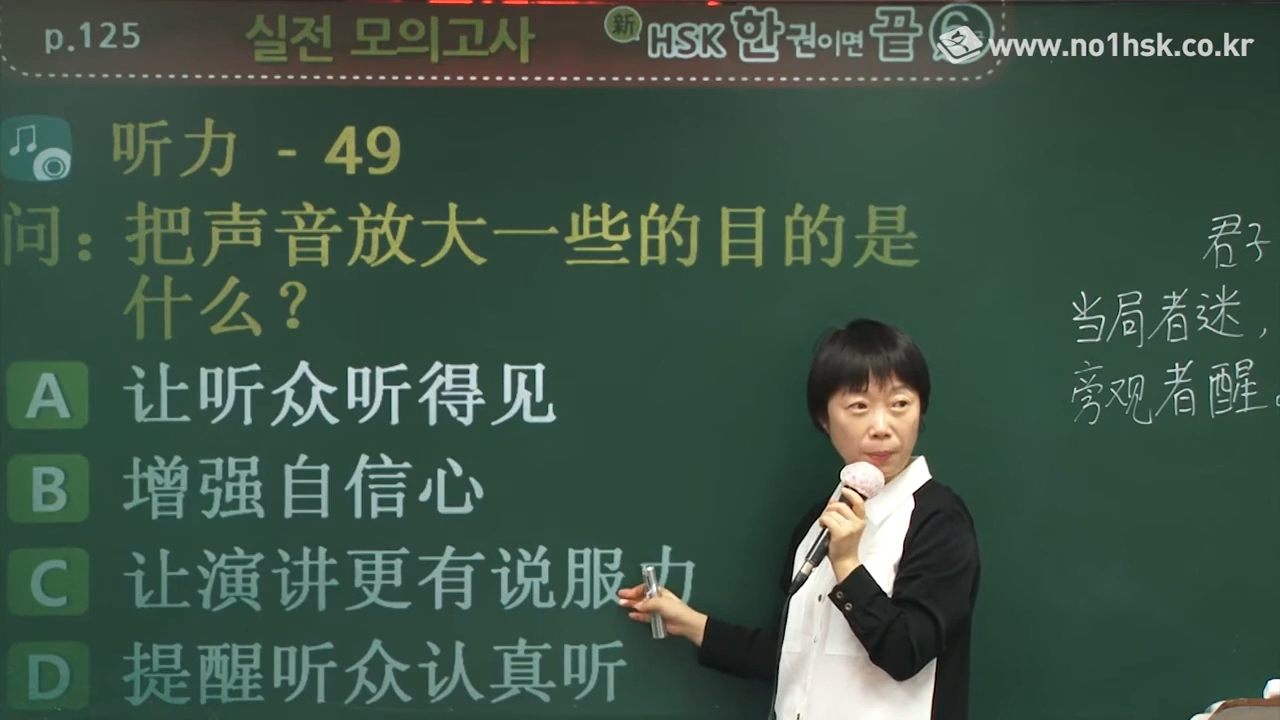 p.125 실전 모의고사 新 HSK 한권이면 끝 6 www.no1hsk.co.kr
听力 - 49
问：把声音放大一些的目的是
什么？
A 让听众听得见
B 增强自信心
C 让演讲更有说服力
D 提醒听众认真听
君子
当局者迷，
旁观者醒。